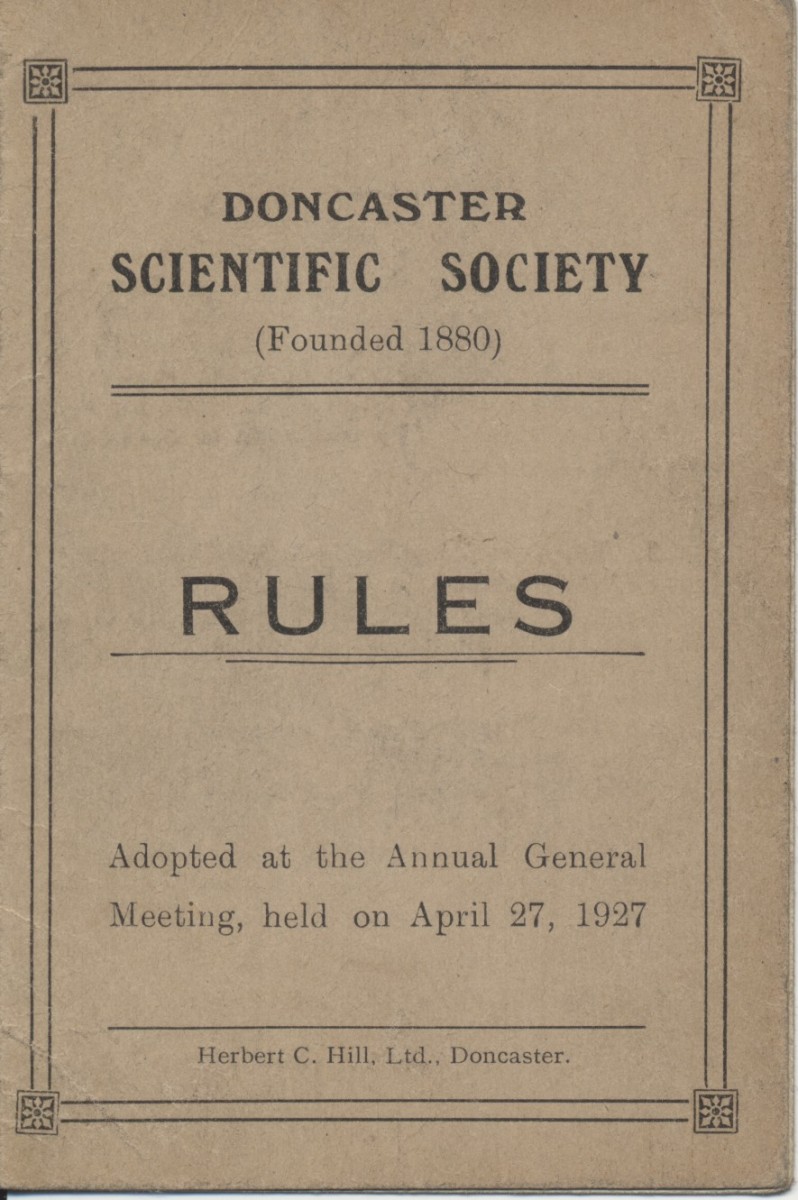 DONCASTER
SCIENTIFIC SOCIETY
(Founded 1880)
RULES
Adopted at the Annual General
Meeting, held on April 27, 1927
Herbert C. Hill, Ltd., Doncaster.